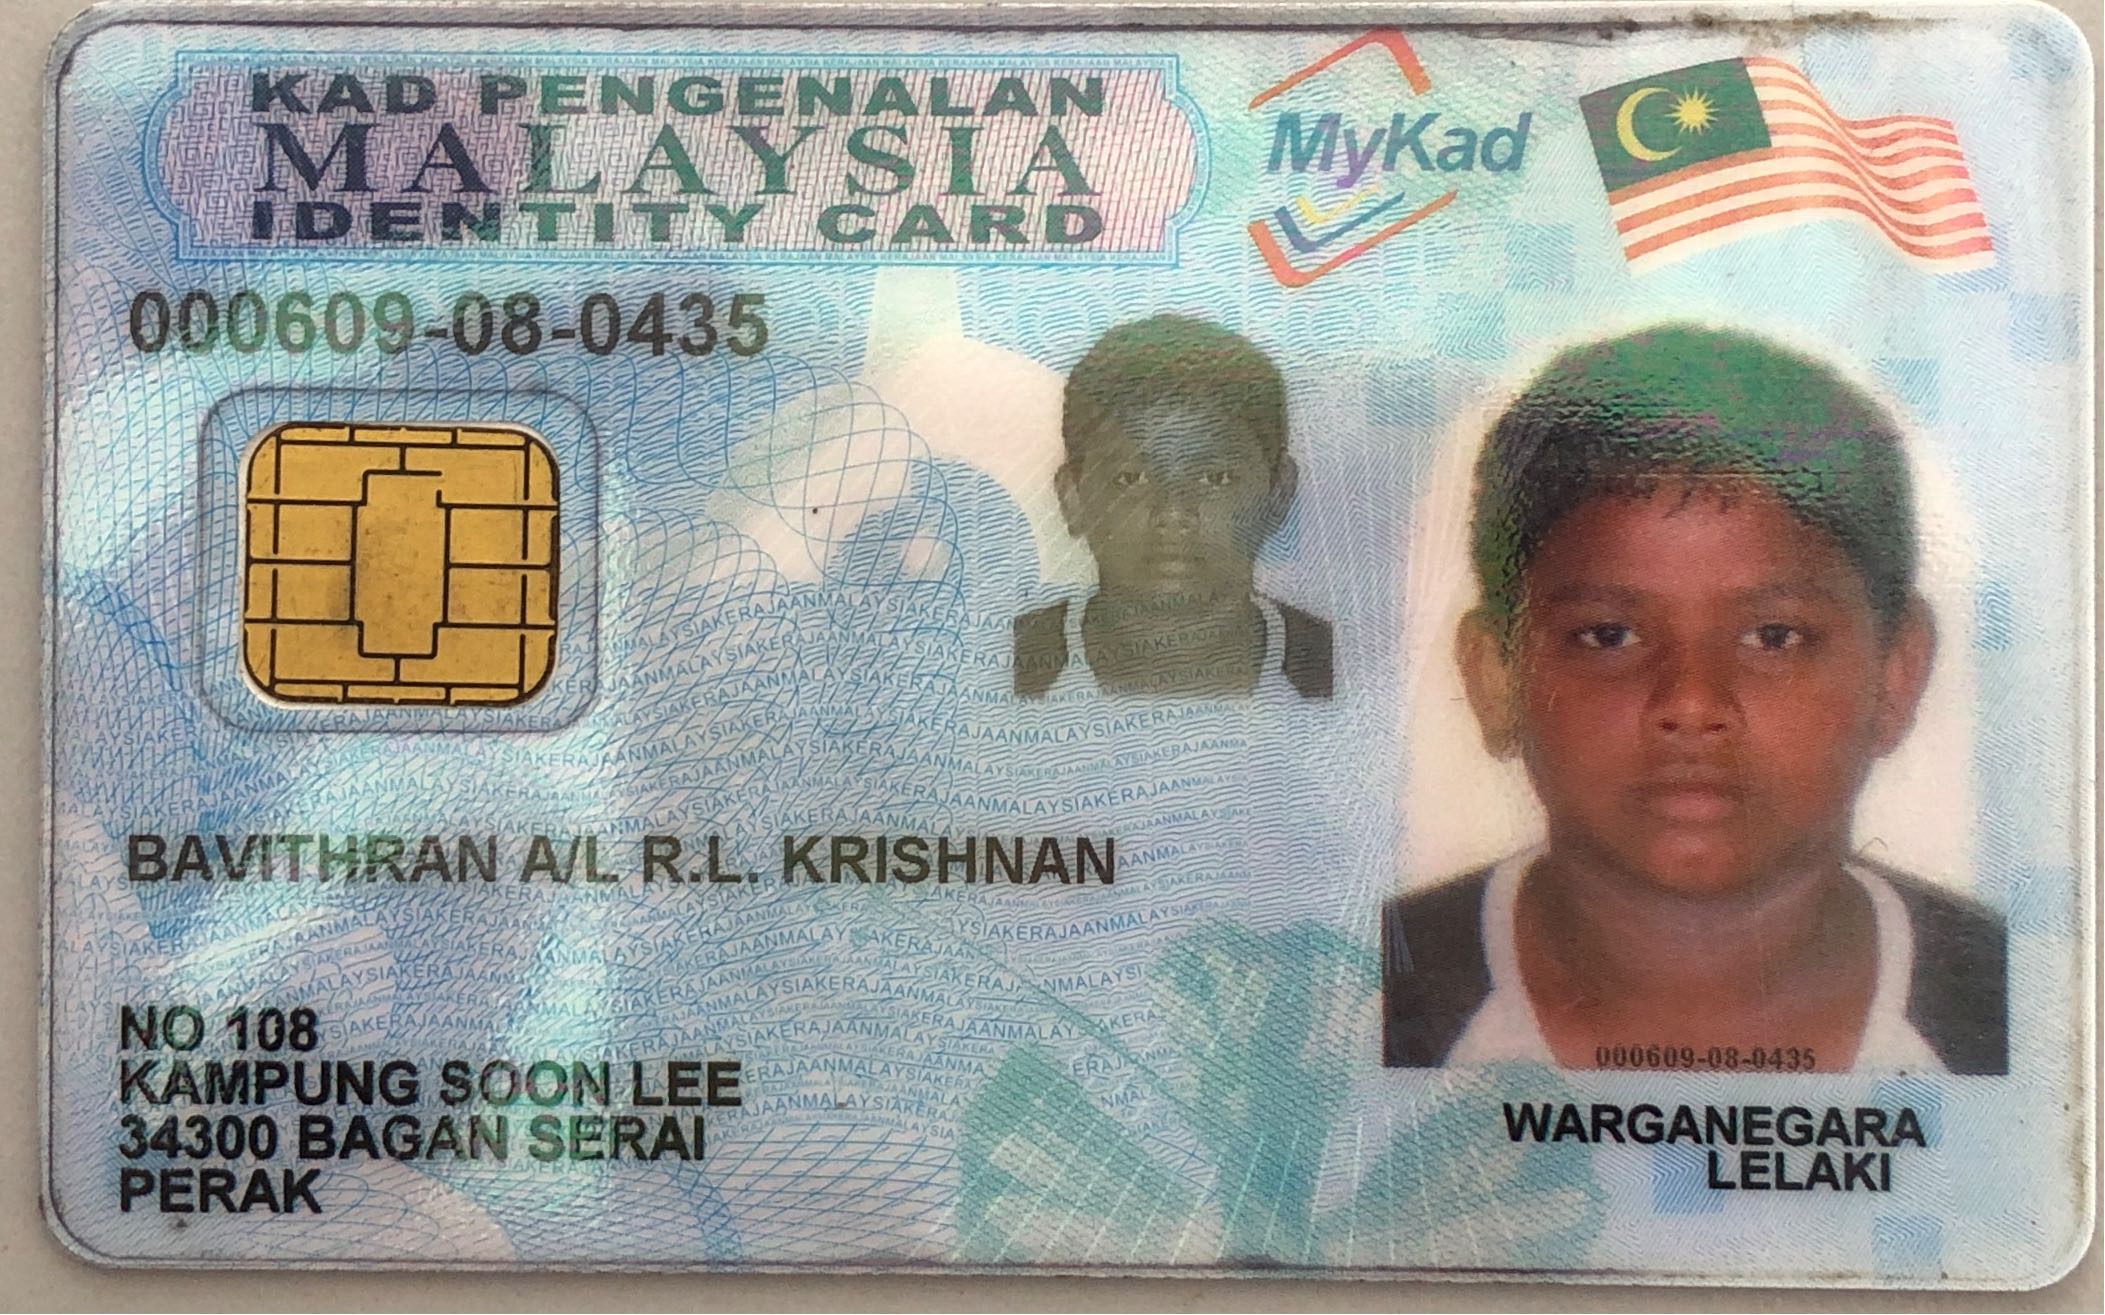 KAD PENGENALAN
MALAYSIA
IDENTITY CARD
MyKad
000609-08-0435
BAVITHRAN A/L R.L. KRISHNAN
NO 108
KAMPUNG SOON LEE
34300 BAGAN SERAI
PERAK
000609-08-0435
WARGANEGARA
LELAKI